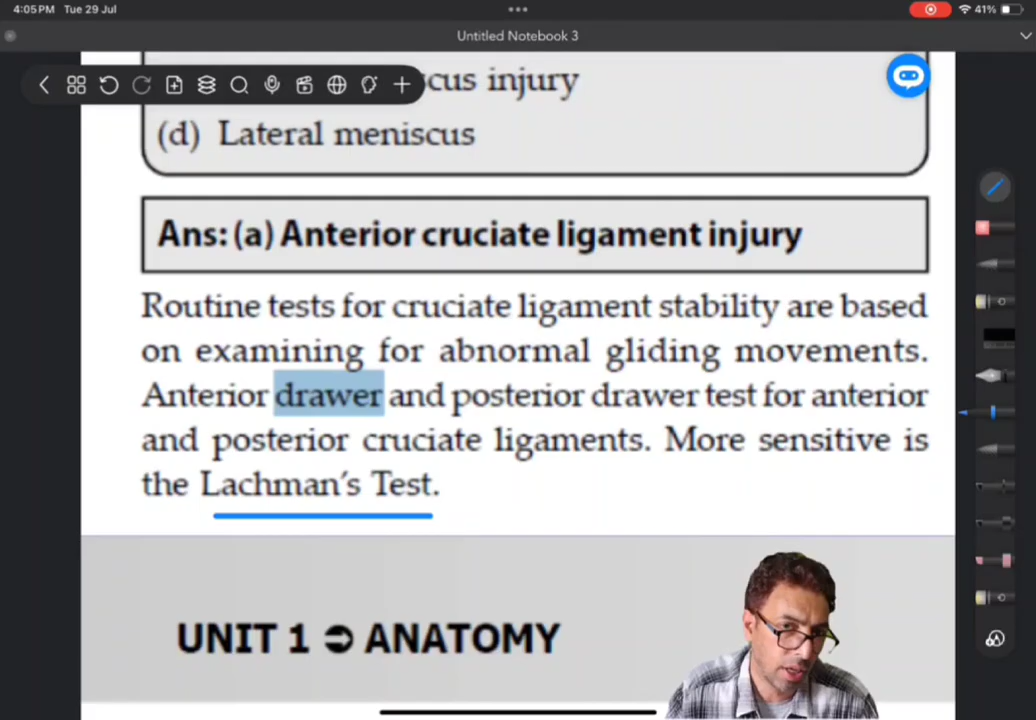 4:05 PM Tue 29 Jul
41%
Untitled Notebook 3
cus injury
(d) Lateral meniscus
Ans: (a) Anterior cruciate ligament injury
Routine tests for cruciate ligament stability are based
on examining for abnormal gliding movements.
Anterior drawer and posterior drawer test for anterior
and posterior cruciate ligaments. More sensitive is
the Lachman's Test.
UNIT 1 ➲ ANATOMY